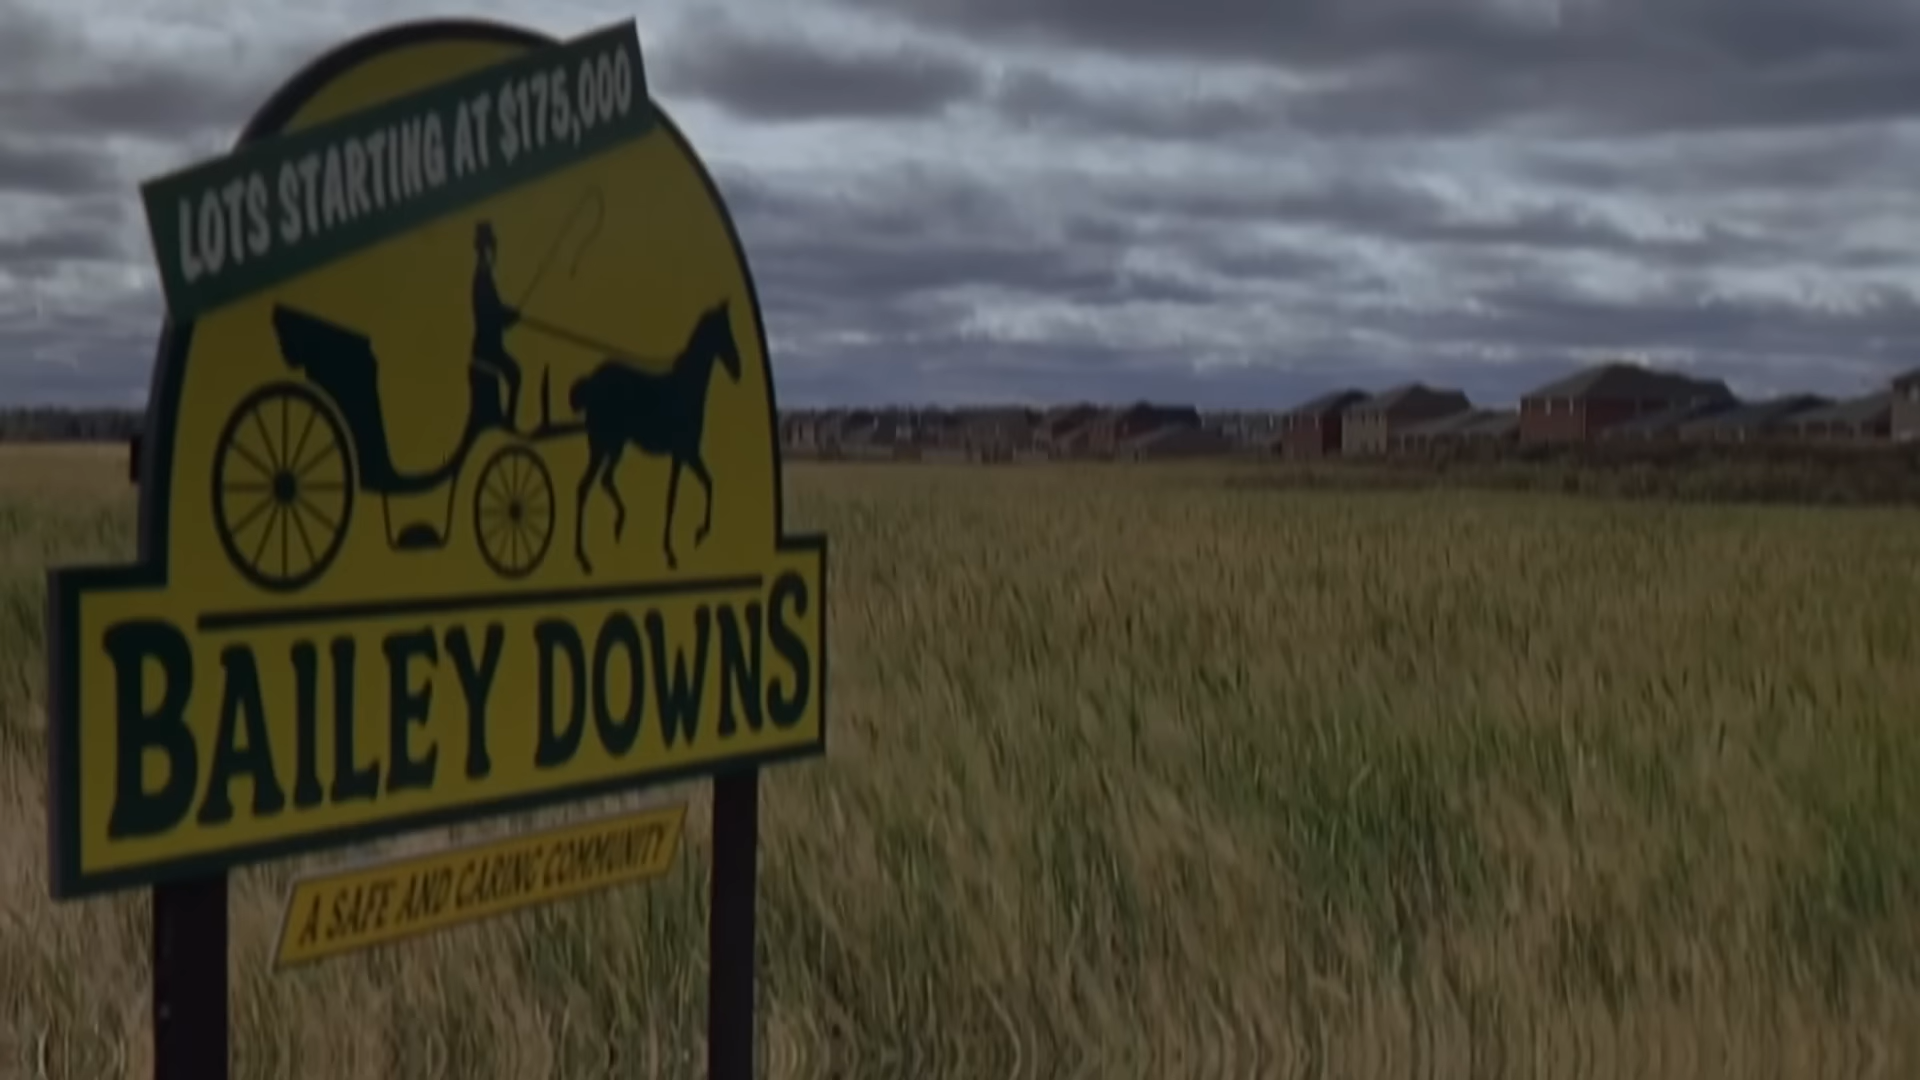 LOTS STARTING AT $175,000
BAILEY DOWNS
A SAFE AND CARING COMMUNITY